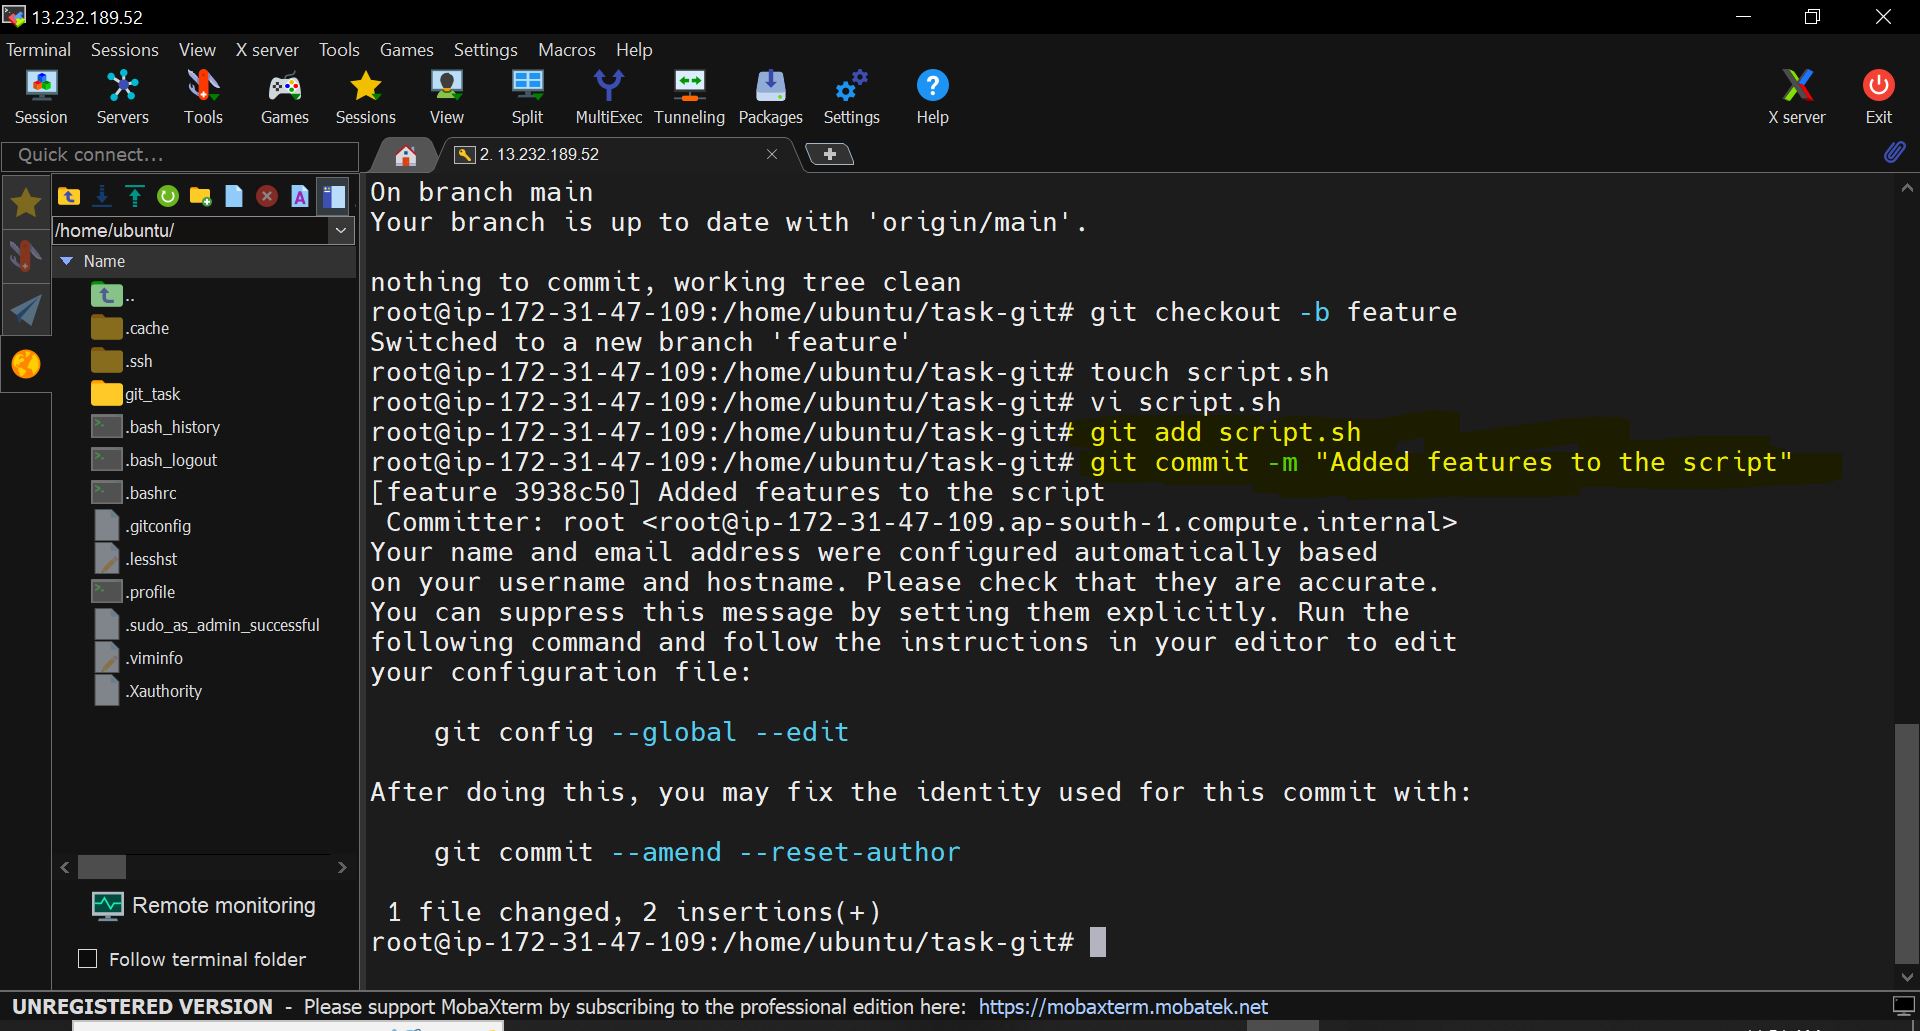 13.232.189.52
Terminal Sessions View X server Tools Games Settings Macros Help
Session Servers Tools Games Sessions View Split MultiExec Tunneling Packages Settings Help X server Exit
Quick connect...
2. 13.232.189.52
/home/ubuntu/
Name
..
.cache
.ssh
git_task
.bash_history
.bash_logout
.bashrc
.gitconfig
.lesshst
.profile
.sudo_as_admin_successful
.viminfo
.Xauthority
Remote monitoring
Follow terminal folder
On branch main
Your branch is up to date with 'origin/main'.
nothing to commit, working tree clean
root@ip-172-31-47-109:/home/ubuntu/task-git# git checkout -b feature
Switched to a new branch 'feature'
root@ip-172-31-47-109:/home/ubuntu/task-git# touch script.sh
root@ip-172-31-47-109:/home/ubuntu/task-git# vi script.sh
root@ip-172-31-47-109:/home/ubuntu/task-git# git add script.sh
root@ip-172-31-47-109:/home/ubuntu/task-git# git commit -m "Added features to the script"
[feature 3938c50] Added features to the script
Committer: root <root@ip-172-31-47-109.ap-south-1.compute.internal>
Your name and email address were configured automatically based
on your username and hostname. Please check that they are accurate.
You can suppress this message by setting them explicitly. Run the
following command and follow the instructions in your editor to edit
your configuration file:
git config --global --edit
After doing this, you may fix the identity used for this commit with:
git commit --amend --reset-author
1 file changed, 2 insertions(+)
root@ip-172-31-47-109:/home/ubuntu/task-git#
UNREGISTERED VERSION - Please support MobaXterm by subscribing to the professional edition here: https://mobaxterm.mobatek.net